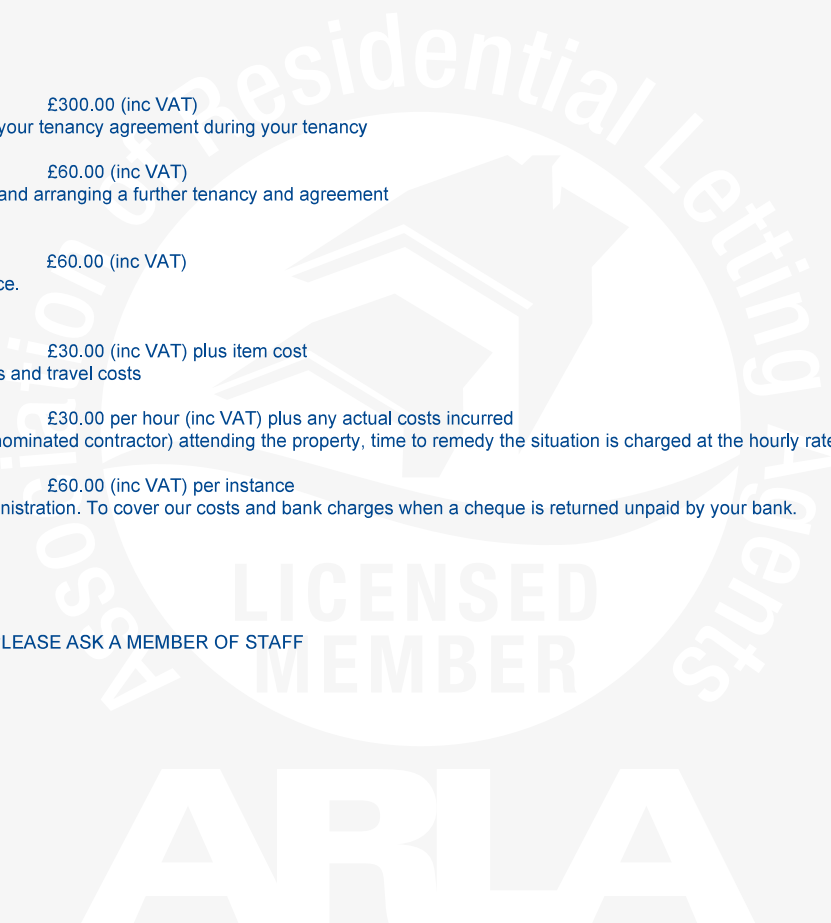 £300.00 (inc VAT)
your tenancy agreement during your tenancy
£60.00 (inc VAT)
and arranging a further tenancy and agreement
£60.00 (inc VAT)
ce.
£30.00 (inc VAT) plus item cost
s and travel costs
£30.00 per hour (inc VAT) plus any actual costs incurred
nominated contractor) attending the property, time to remedy the situation is charged at the hourly rate
£60.00 (inc VAT) per instance
nistration. To cover our costs and bank charges when a cheque is returned unpaid by your bank.
LEASE ASK A MEMBER OF STAFF
Association of Residential Letting Agents
LICENSED
MEMBER
ARLA